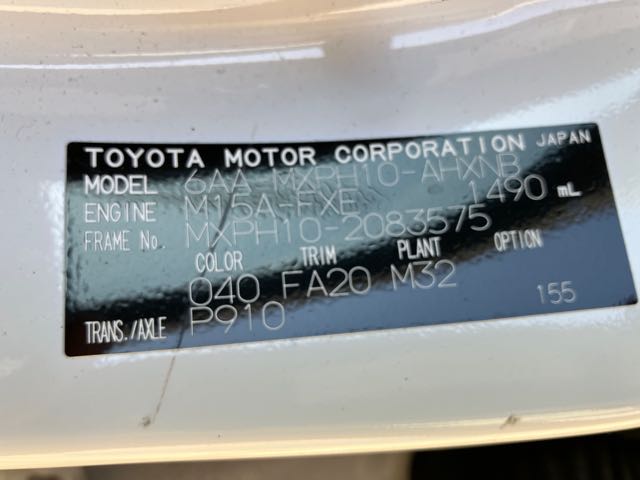 TOYOTA MOTOR CORPORATION JAPAN
MODEL 6AA-MXPH10-AHXNB
ENGINE M15A-FXE 1490 mL
FRAME No. MXPH10-2083575
COLOR TRIM PLANT OPTION
040 FA20 M32
TRANS./AXLE P910 155